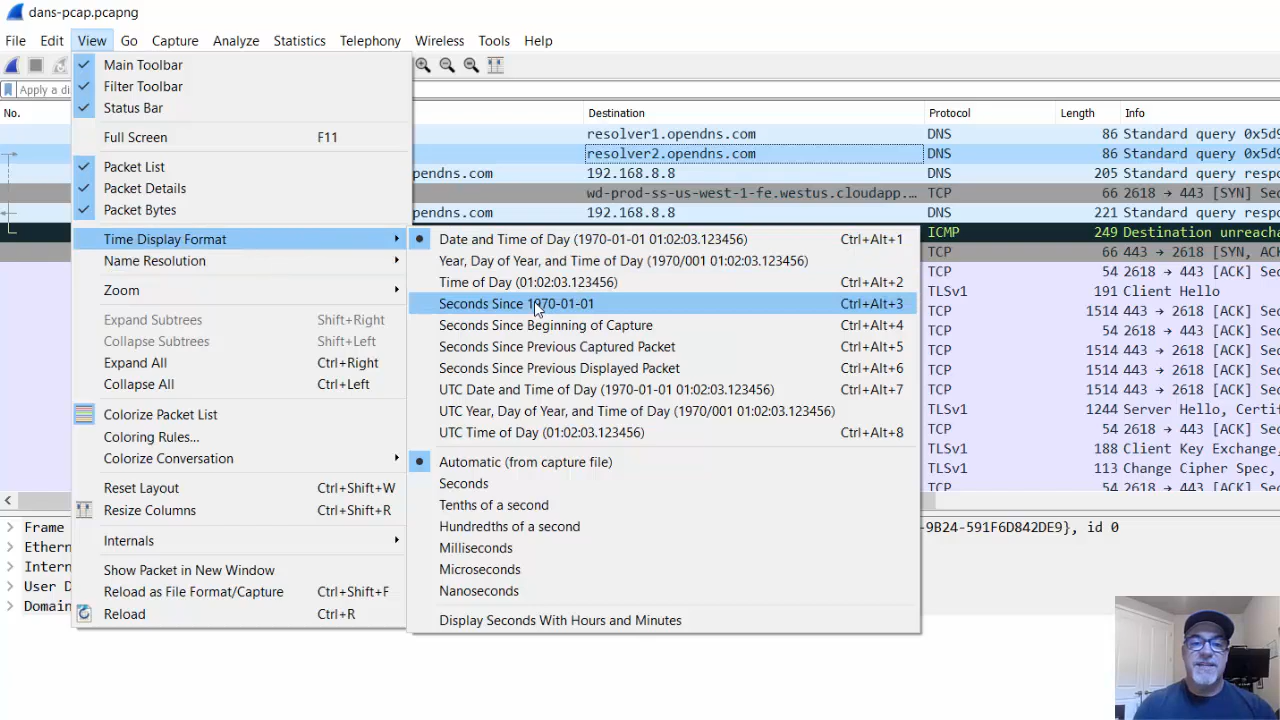 dans-pcap.pcapng
File Edit View Go Capture Analyze Statistics Telephony Wireless Tools Help
Apply a di
No. Destination Protocol Length Info
Main Toolbar
Filter Toolbar
Status Bar
Full Screen F11
Packet List
Packet Details
Packet Bytes
Time Display Format
Name Resolution
Zoom
Expand Subtrees Shift+Right
Collapse Subtrees Shift+Left
Expand All Ctrl+Right
Collapse All Ctrl+Left
Colorize Packet List
Coloring Rules...
Colorize Conversation
Reset Layout Ctrl+Shift+W
Resize Columns Ctrl+Shift+R
Internals
Show Packet in New Window
Reload as File Format/Capture Ctrl+Shift+F
Reload Ctrl+R
resolver1.opendns.com DNS 86 Standard query 0x5d9
resolver2.opendns.com DNS 86 Standard query 0x5d9
pendns.com 192.168.8.8 DNS 205 Standard query respo
wd-prod-ss-us-west-1-fe.westus.cloudapp.... TCP 66 2618 → 443 [SYN] Sec
pendns.com 192.168.8.8 DNS 221 Standard query respo
ICMP 249 Destination unreacha
TCP 66 443 → 2618 [SYN, ACK
TCP 54 2618 → 443 [ACK] Sec
TLSv1 191 Client Hello
TCP 1514 443 → 2618 [ACK] Sec
TCP 54 2618 → 443 [ACK] Sec
TCP 1514 443 → 2618 [ACK] Sec
TCP 54 2618 → 443 [ACK] Sec
TCP 1514 443 → 2618 [ACK] Sec
TLSv1 1244 Server Hello, Certif
TCP 54 2618 → 443 [ACK] Sec
TLSv1 188 Client Key Exchange,
TLSv1 113 Change Cipher Spec,
TCP 54 2618 → 443 [ACK] Sec
Date and Time of Day (1970-01-01 01:02:03.123456) Ctrl+Alt+1
Year, Day of Year, and Time of Day (1970/001 01:02:03.123456)
Time of Day (01:02:03.123456) Ctrl+Alt+2
Seconds Since 1970-01-01 Ctrl+Alt+3
Seconds Since Beginning of Capture Ctrl+Alt+4
Seconds Since Previous Captured Packet Ctrl+Alt+5
Seconds Since Previous Displayed Packet Ctrl+Alt+6
UTC Date and Time of Day (1970-01-01 01:02:03.123456) Ctrl+Alt+7
UTC Year, Day of Year, and Time of Day (1970/001 01:02:03.123456)
UTC Time of Day (01:02:03.123456) Ctrl+Alt+8
Automatic (from capture file)
Seconds
Tenths of a second
Hundredths of a second
Milliseconds
Microseconds
Nanoseconds
Display Seconds With Hours and Minutes
Frame -9B24-591F6D842DE9}, id 0
Ethern
Intern
User D
Domai